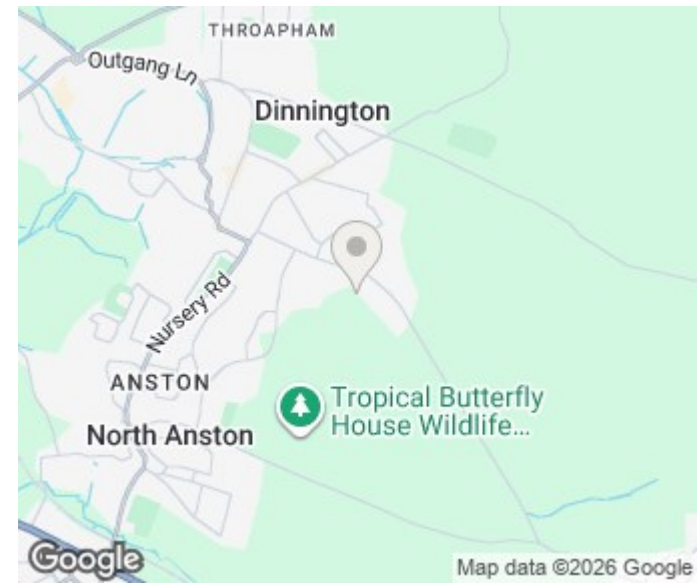 THROAPHAM
Outgang Ln
Dinnington
Nursery Rd
ANSTON
Tropical Butterfly
House Wildlife...
North Anston
Google
Map data ©2026 Google